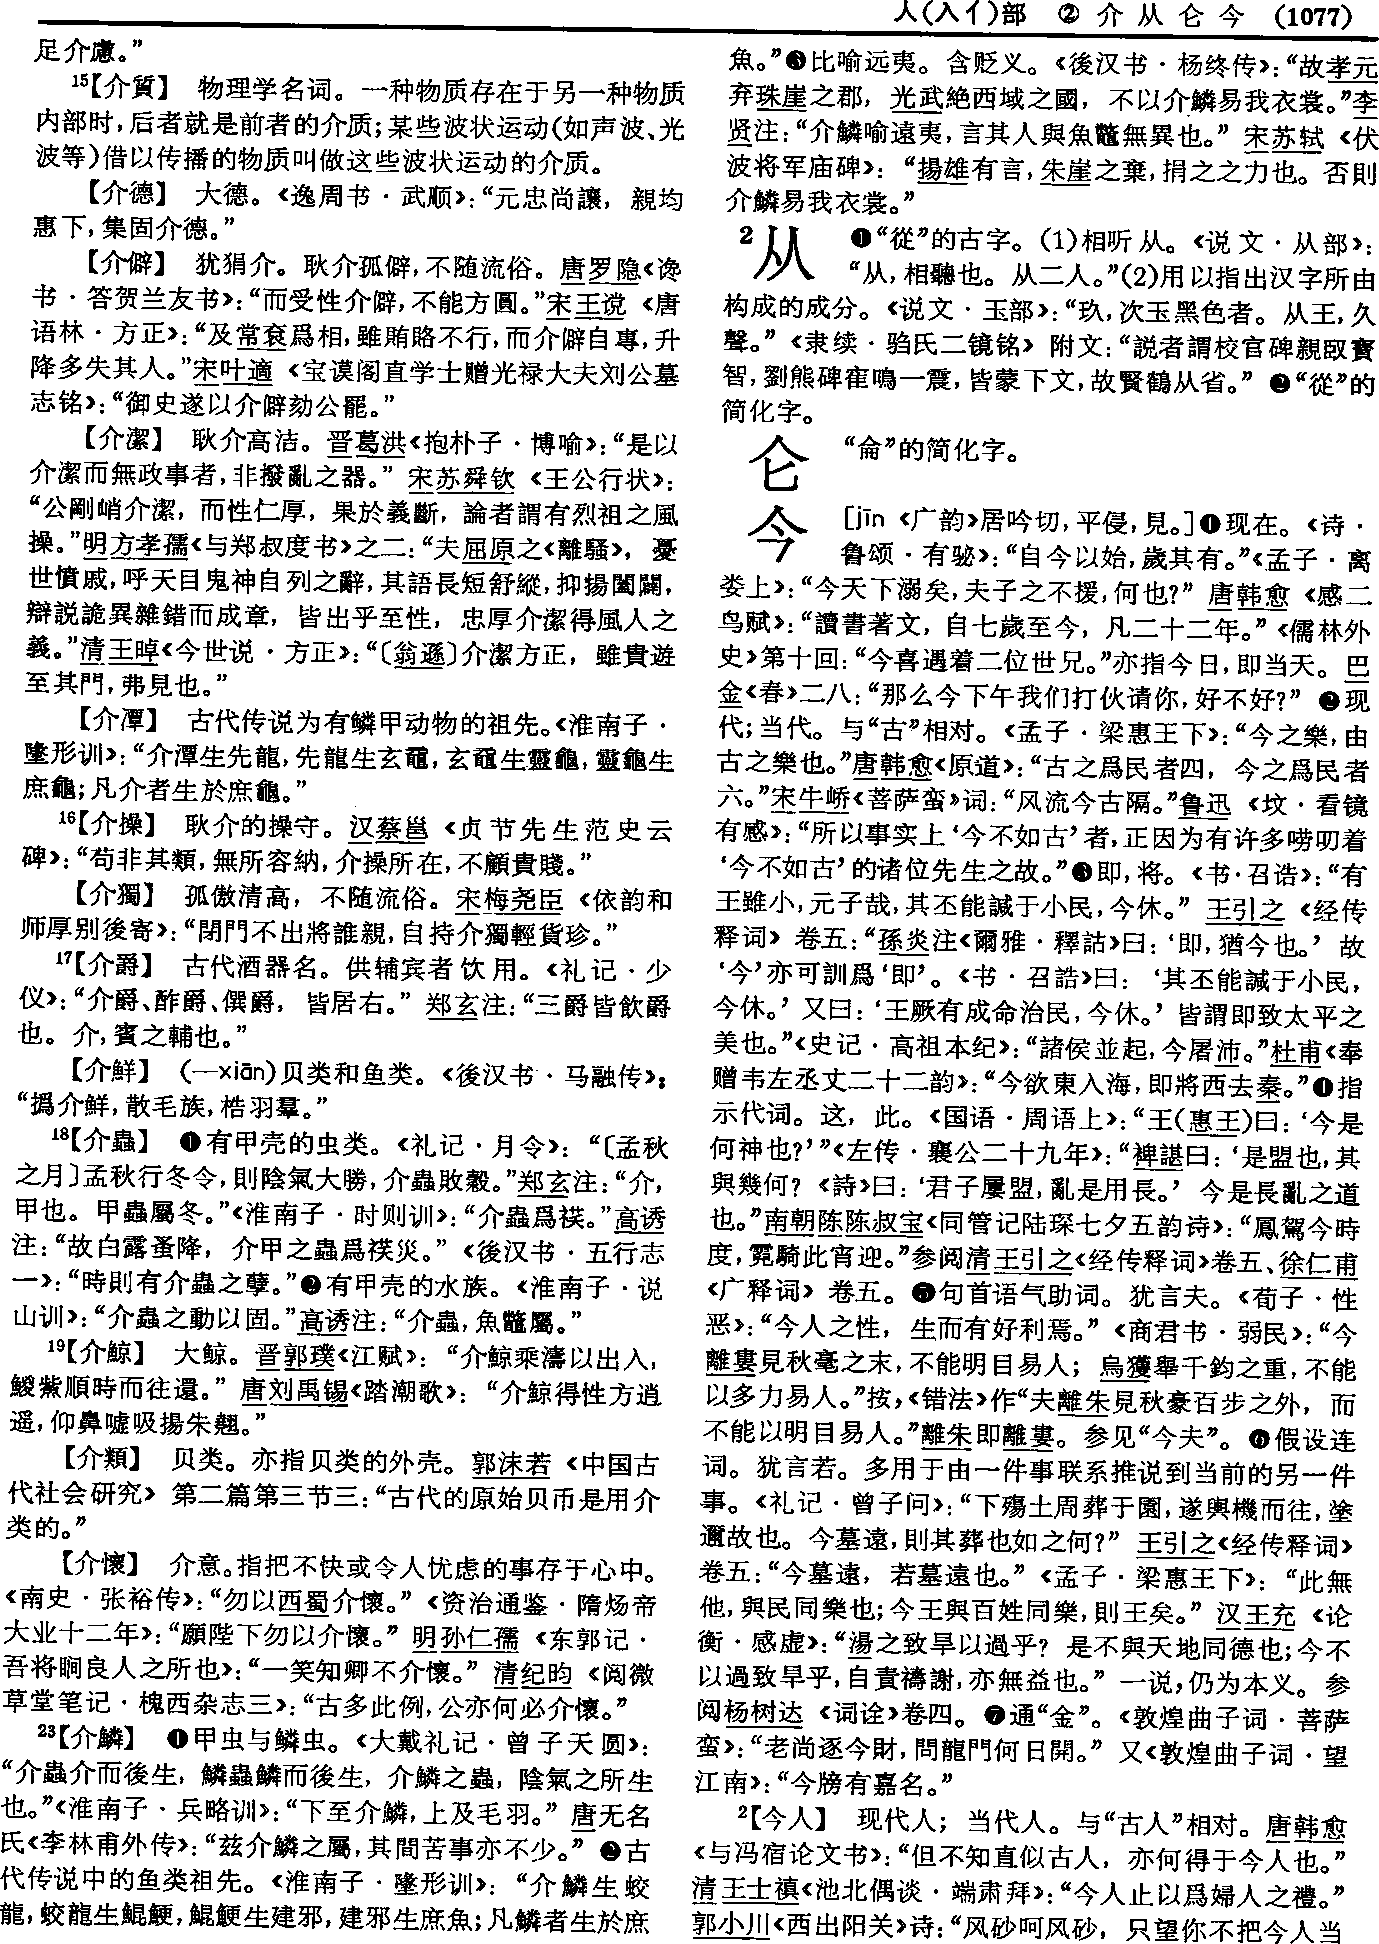 人(入亻)部　② 介 从 仑 今　(1077)
足介慮。”
15【介質】　物理学名词。一种物质存在于另一种物质
内部时，后者就是前者的介质；某些波状运动(如声波、光
波等)借以传播的物质叫做这些波状运动的介质。
【介德】　大德。《逸周书·武顺》：“元忠尚讓，親均
惠下，集固介德。”
【介僻】　犹狷介。耿介孤僻，不随流俗。唐罗隐《谗
书·答贺兰友书》：“而受性介僻，不能方圓。”宋王谠《唐
语林·方正》：“及常袞爲相，雖賄賂不行，而介僻自專，升
降多失其人。”宋叶適《宝谟阁直学士赠光禄大夫刘公墓
志铭》：“御史遂以介僻劾公罷。”
【介潔】　耿介高洁。晋葛洪《抱朴子·博喻》：“是以
介潔而無政事者，非撥亂之器。”宋苏舜钦《王公行状》：
“公剛峭介潔，而性仁厚，果於義斷，論者謂有烈祖之風
操。”明方孝孺《与郑叔度书》之二：“夫屈原之《離騷》，憂
世憤戚，呼天目鬼神自列之辭，其語長短舒縱，抑揚闔闢，
辯説詭異雜錯而成章，皆出乎至性，忠厚介潔得風人之
義。”清王晫《今世说·方正》：“〔翁遜〕介潔方正，雖貴遊
至其門，弗見也。”
【介潭】　古代传说为有鳞甲动物的祖先。《淮南子·
墬形训》：“介潭生先龍，先龍生玄黿，玄黿生靈龜，靈龜生
庶龜；凡介者生於庶龜。”
16【介操】　耿介的操守。汉蔡邕《贞节先生范史云
碑》：“苟非其類，無所容納，介操所在，不顧貴賤。”
【介獨】　孤傲清高，不随流俗。宋梅尧臣《依韵和
师厚别後寄》：“閉門不出將誰親，自持介獨輕貨珍。”
17【介爵】　古代酒器名。供辅宾者饮用。《礼记·少
仪》：“介爵、酢爵、僎爵，皆居右。”郑玄注：“三爵皆飲爵
也。介，賓之輔也。”
【介鮮】　(—xiān)贝类和鱼类。《後汉书·马融传》：
“撝介鮮，散毛族，梏羽羣。”
18【介蟲】　❶有甲壳的虫类。《礼记·月令》：“〔孟秋
之月〕孟秋行冬令，則陰氣大勝，介蟲敗穀。”郑玄注：“介，
甲也。甲蟲屬冬。”《淮南子·时则训》：“介蟲爲祅。”高诱
注：“故白露蚤降，介甲之蟲爲祅災。”《後汉书·五行志
一》：“時則有介蟲之孽。”❷有甲壳的水族。《淮南子·说
山训》：“介蟲之動以固。”高诱注：“介蟲，魚鼈屬。”
19【介鯨】　大鲸。晋郭璞《江赋》：“介鯨乘濤以出入，
鯼鮆順時而往還。”唐刘禹锡《踏潮歌》：“介鯨得性方逍
遥，仰鼻嘘吸揚朱翹。”
【介類】　贝类。亦指贝类的外壳。郭沫若《中国古
代社会研究》第二篇第三节三：“古代的原始贝币是用介
类的。”
【介懷】　介意。指把不快或令人忧虑的事存于心中。
《南史·张裕传》：“勿以西蜀介懷。”《资治通鉴·隋炀帝
大业十二年》：“願陛下勿以介懷。”明孙仁孺《东郭记·
吾将瞷良人之所也》：“一笑知卿不介懷。”清纪昀《阅微
草堂笔记·槐西杂志三》：“古多此例，公亦何必介懷。”
23【介鱗】　❶甲虫与鳞虫。《大戴礼记·曾子天圆》：
“介蟲介而後生，鱗蟲鱗而後生，介鱗之蟲，陰氣之所生
也。”《淮南子·兵略训》：“下至介鱗，上及毛羽。”唐无名
氏《李林甫外传》：“兹介鱗之屬，其間苦事亦不少。”❷古
代传说中的鱼类祖先。《淮南子·墬形训》：“介鱗生蛟
龍，蛟龍生鯤鯁，鯤鯁生建邪，建邪生庶魚；凡鱗者生於庶
魚。”❸比喻远夷。含贬义。《後汉书·杨终传》：“故孝元
弃珠崖之郡，光武絶西域之國，不以介鱗易我衣裳。”李
贤注：“介鱗喻遠夷，言其人與魚鼈無異也。”宋苏轼《伏
波将军庙碑》：“揚雄有言，朱崖之棄，捐之之力也。否則
介鱗易我衣裳。”
2从　❶“從”的古字。(1)相听从。《说文·从部》：
“从，相聽也。从二人。”(2)用以指出汉字所由
构成的成分。《说文·玉部》：“玖，次玉黑色者。从王，久
聲。”《隶续·驺氏二镜铭》附文：“説者謂校官碑親臤寳
智，劉熊碑寉鳴一震，皆蒙下文，故賢鶴从省。”❷“從”的
简化字。
仑　“侖”的简化字。
今　[jīn《广韵》居吟切，平侵，見。]❶现在。《诗·
鲁颂·有駜》：“自今以始，歲其有。”《孟子·离
娄上》：“今天下溺矣，夫子之不援，何也？”唐韩愈《感二
鸟赋》：“讀書著文，自七歲至今，凡二十二年。”《儒林外
史》第十回：“今喜遇着二位世兄。”亦指今日，即当天。巴
金《春》二八：“那么今下午我们打伙请你，好不好？”❷现
代；当代。与“古”相对。《孟子·梁惠王下》：“今之樂，由
古之樂也。”唐韩愈《原道》：“古之爲民者四，今之爲民者
六。”宋牛峤《菩萨蛮》词：“风流今古隔。”鲁迅《坟·看镜
有感》：“所以事实上‘今不如古’者，正因为有许多唠叨着
‘今不如古’的诸位先生之故。”❸即，将。《书·召诰》：“有
王雖小，元子哉，其丕能諴于小民，今休。”王引之《经传
释词》卷五：“孫炎注《爾雅·釋詁》曰：‘即，猶今也。’故
‘今’亦可訓爲‘即’。《书·召誥》曰：‘其丕能諴于小民，
今休。’又曰：‘王厥有成命治民，今休。’皆謂即致太平之
美也。”《史记·高祖本纪》：“諸侯並起，今屠沛。”杜甫《奉
赠韦左丞丈二十二韵》：“今欲東入海，即將西去秦。”❹指
示代词。这，此。《国语·周语上》：“王(惠王)曰：‘今是
何神也？’”《左传·襄公二十九年》：“裨諶曰：‘是盟也，其
與幾何？《詩》曰：‘君子屢盟，亂是用長。’今是長亂之道
也。”南朝陈陈叔宝《同管记陆琛七夕五韵诗》：“鳳駕今時
度，霓騎此宵迎。”参阅清王引之《经传释词》卷五、徐仁甫
《广释词》卷五。❺句首语气助词。犹言夫。《荀子·性
恶》：“今人之性，生而有好利焉。”《商君书·弱民》：“今
離婁見秋毫之末，不能明目易人；烏獲舉千鈞之重，不能
以多力易人。”按，《错法》作“夫離朱見秋豪百步之外，而
不能以明目易人。”離朱即離婁。参见“今夫”。❻假设连
词。犹言若。多用于由一件事联系推说到当前的另一件
事。《礼记·曾子问》：“下殤土周葬于園，遂輿機而往，塗
邇故也。今墓遠，則其葬也如之何？”王引之《经传释词》
卷五：“今墓遠，若墓遠也。”《孟子·梁惠王下》：“此無
他，與民同樂也；今王與百姓同樂，則王矣。”汉王充《论
衡·感虚》：“湯之致旱以過乎？是不與天地同德也；今不
以過致旱乎，自責禱謝，亦無益也。”一说，仍为本义。参
阅杨树达《词诠》卷四。❼通“金”。《敦煌曲子词·菩萨
蛮》：“老尚逐今財，問龍門何日開。”又《敦煌曲子词·望
江南》：“今牓有嘉名。”
2【今人】　现代人；当代人。与“古人”相对。唐韩愈
《与冯宿论文书》：“但不知直似古人，亦何得于今人也。”
清王士禛《池北偶谈·端肃拜》：“今人止以爲婦人之禮。”
郭小川《西出阳关》诗：“风砂呵风砂，只望你不把今人当